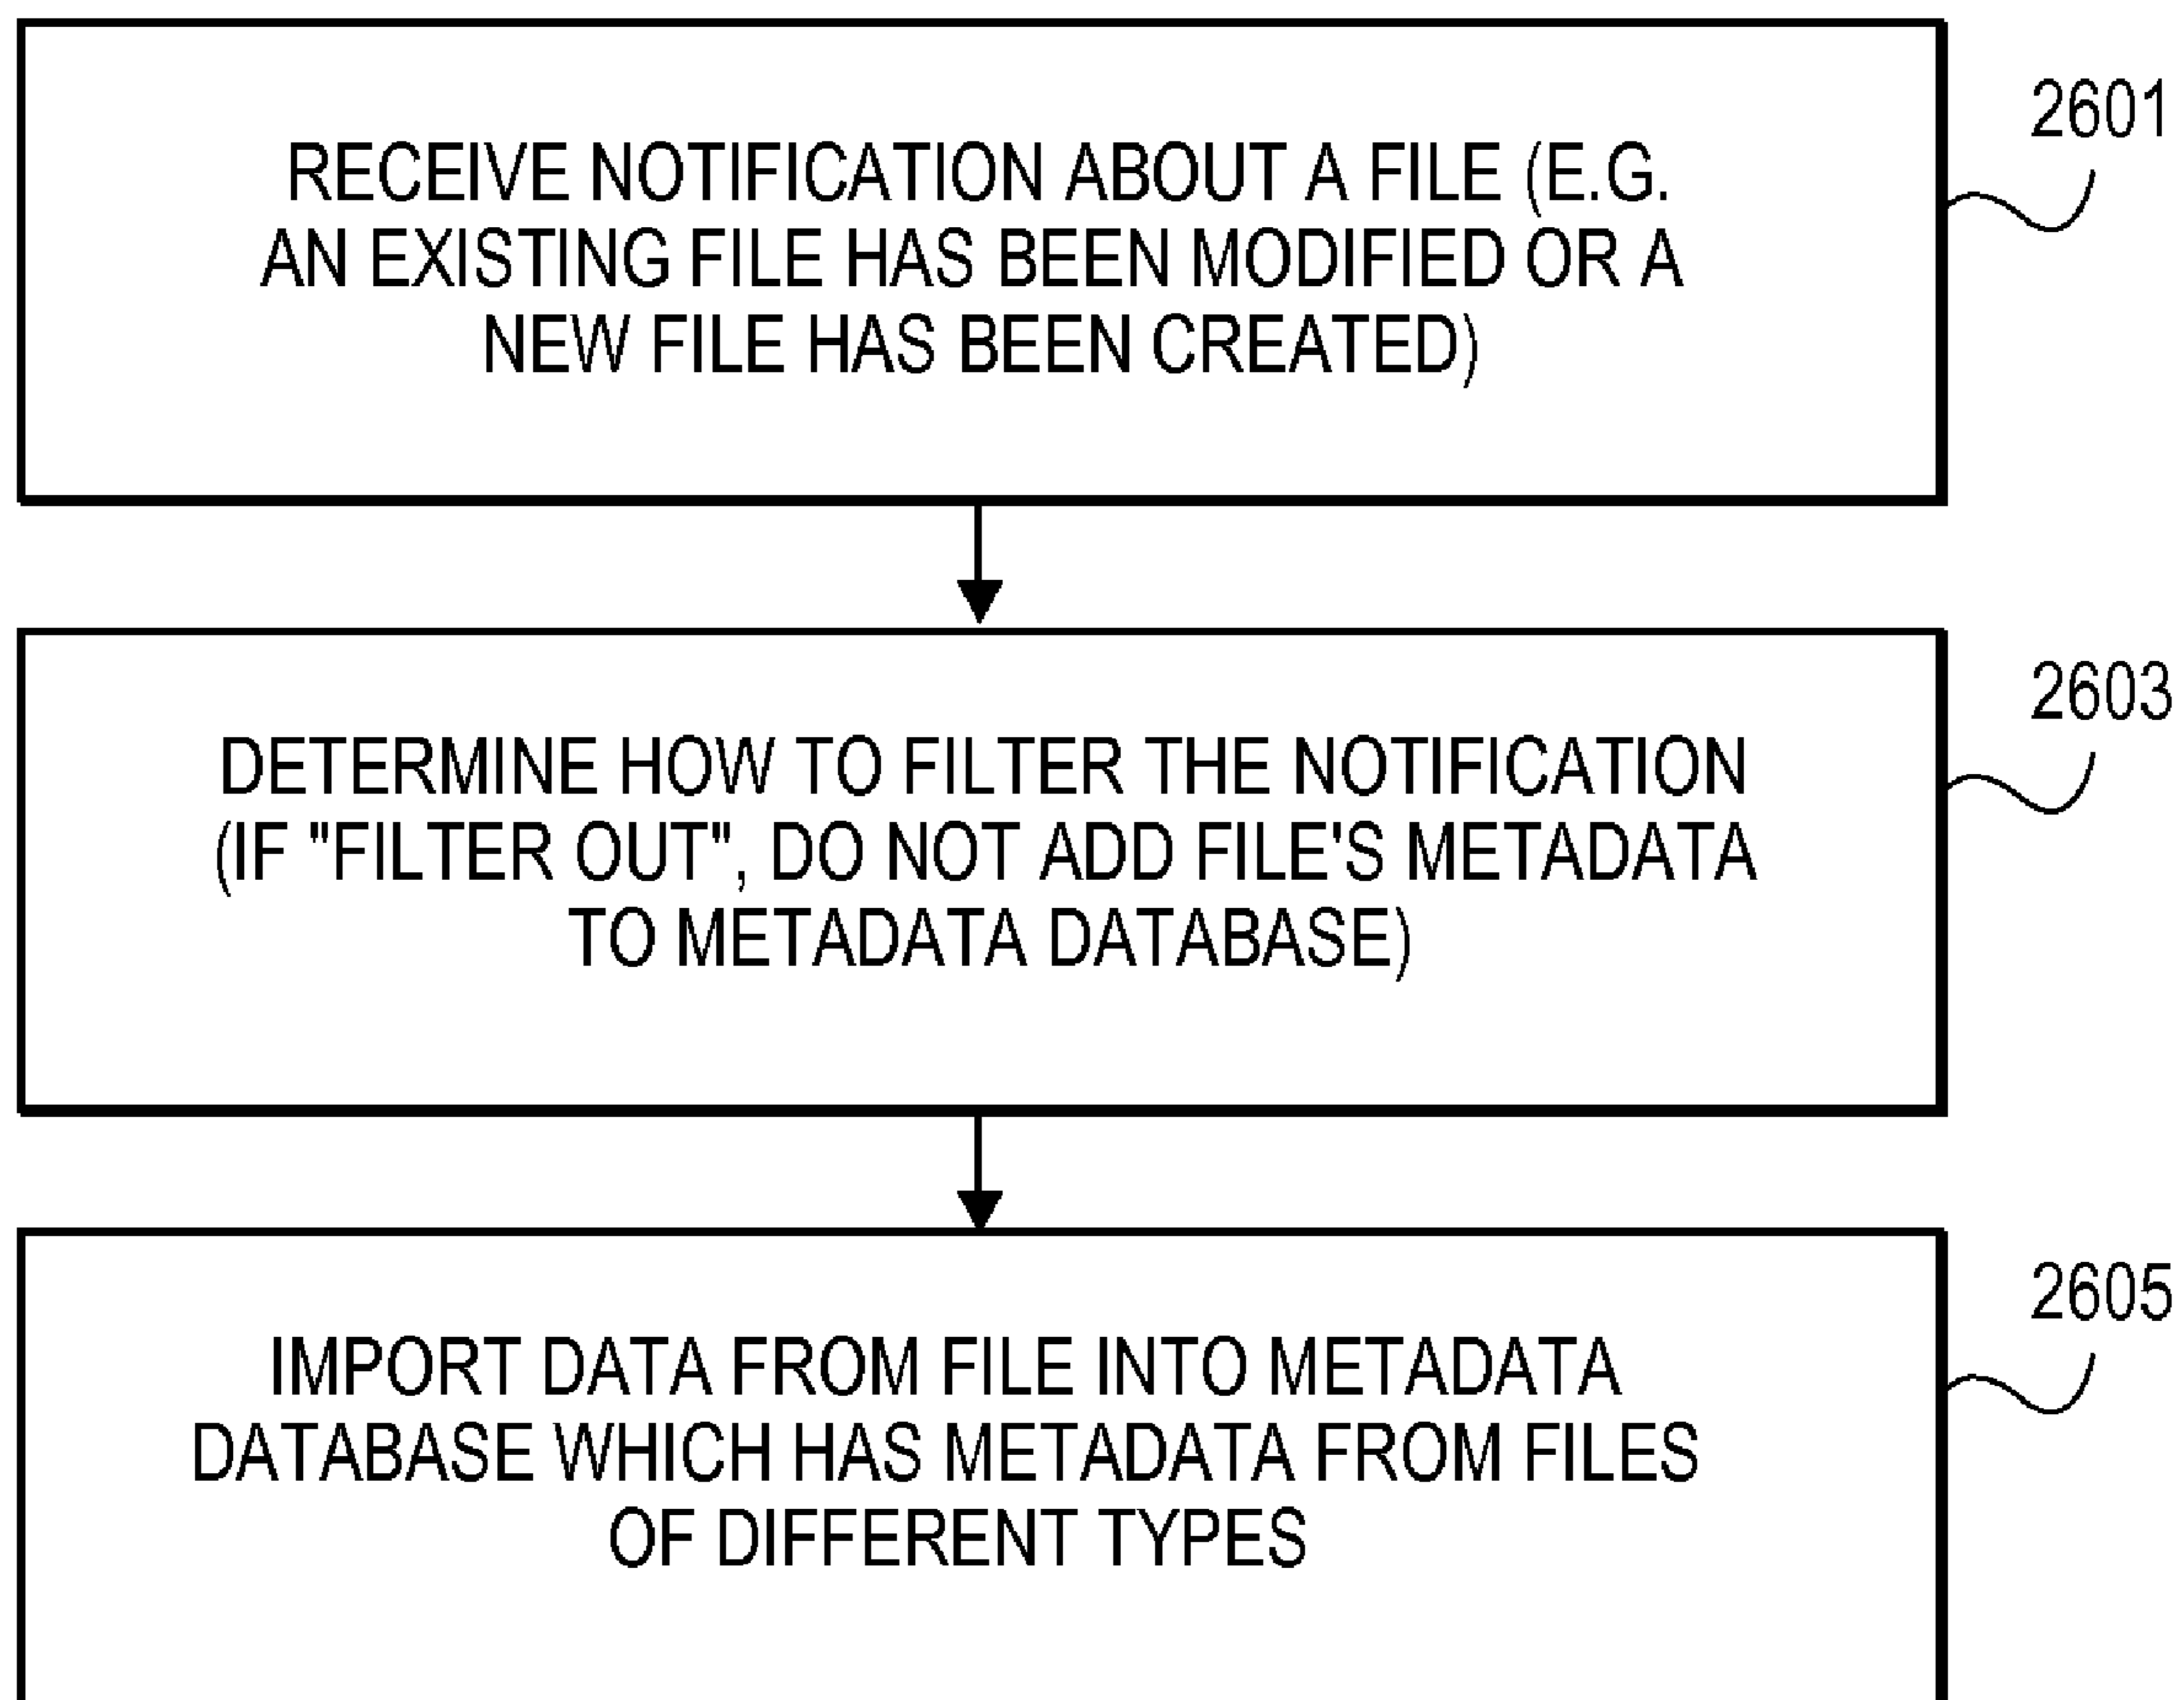 2601
RECEIVE NOTIFICATION ABOUT A FILE (E.G.
AN EXISTING FILE HAS BEEN MODIFIED OR A
NEW FILE HAS BEEN CREATED)
2603
DETERMINE HOW TO FILTER THE NOTIFICATION
(IF "FILTER OUT", DO NOT ADD FILE'S METADATA
TO METADATA DATABASE)
2605
IMPORT DATA FROM FILE INTO METADATA
DATABASE WHICH HAS METADATA FROM FILES
OF DIFFERENT TYPES